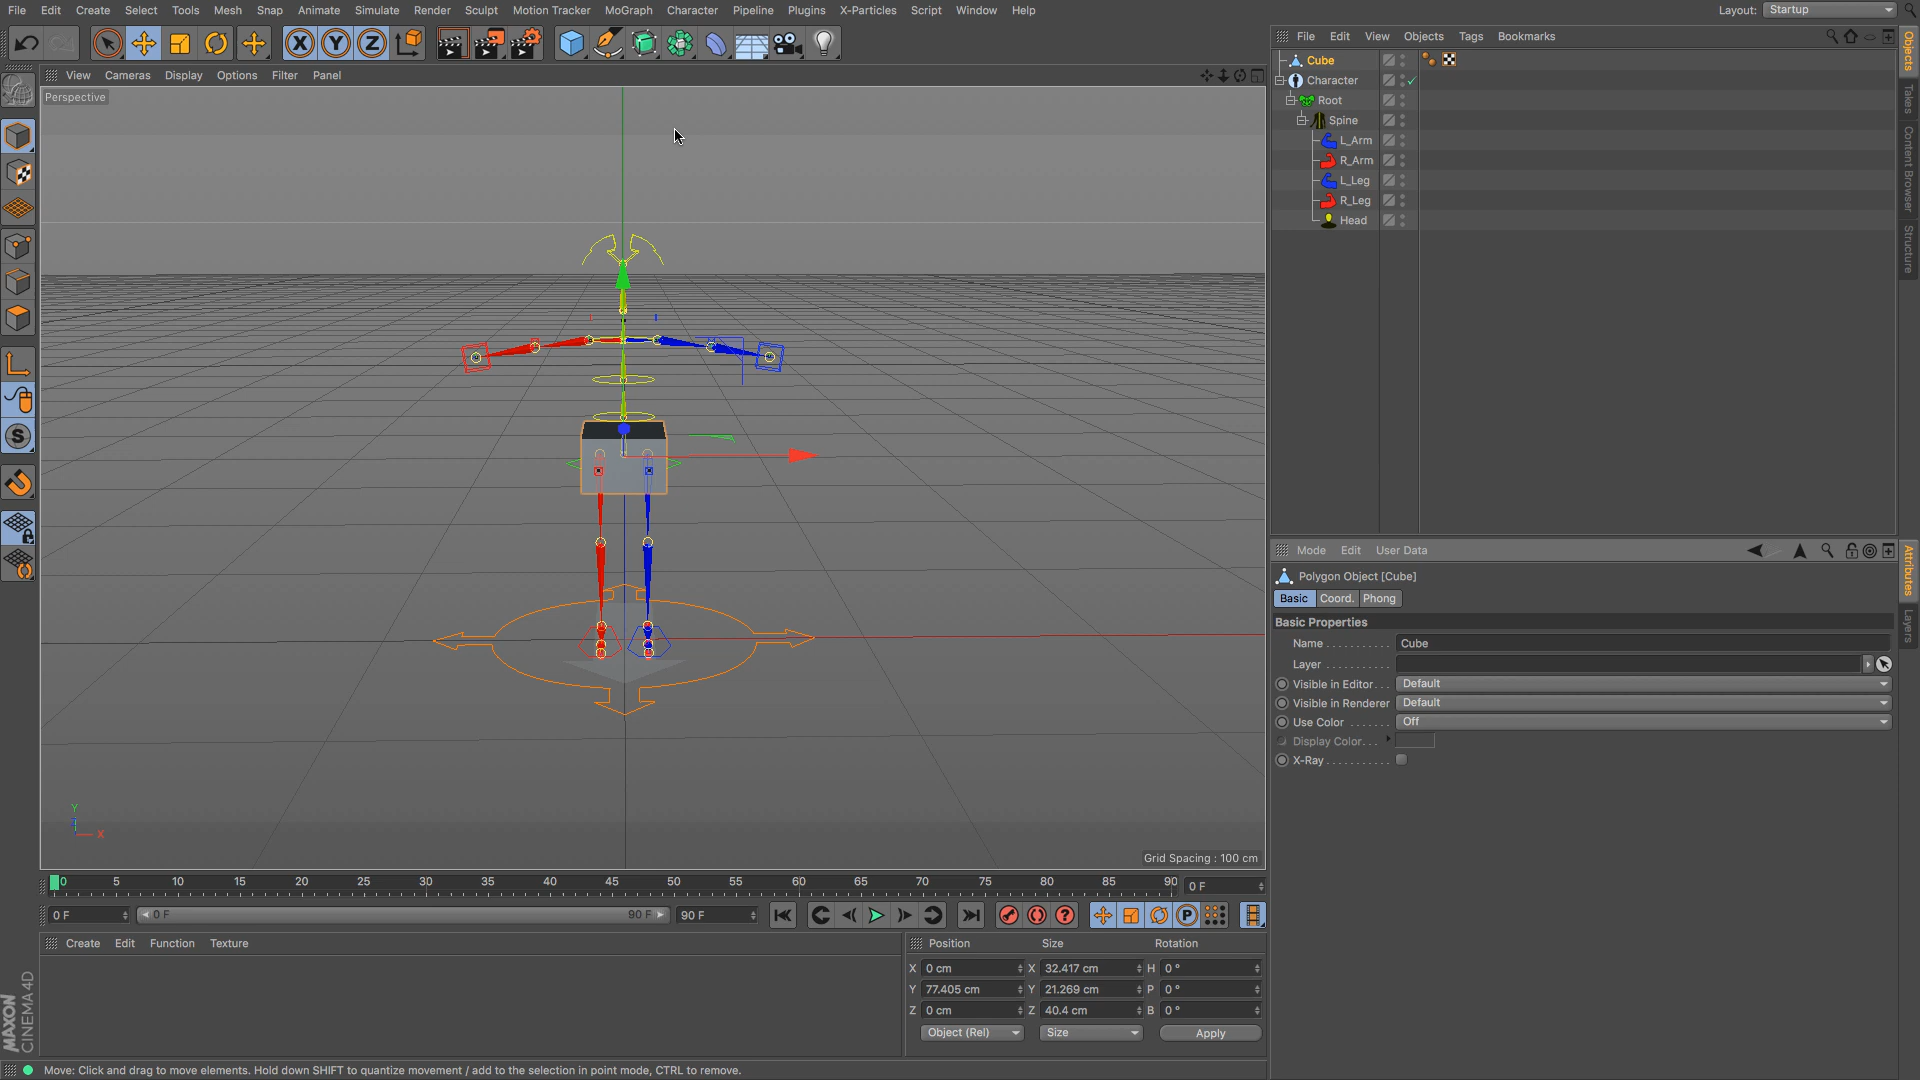 File Edit Create Select Tools Mesh Snap Animate Simulate Render Sculpt Motion Tracker MoGraph Character Pipeline Plugins X-Particles Script Window Help
Layout: Startup
X Y Z
File Edit View Objects Tags Bookmarks
View Cameras Display Options Filter Panel
Perspective
Cube
Character
Root
Spine
L_Arm
R_Arm
L_Leg
R_Leg
Head
Objects
Takes
Content Browser
Structure
S
Y
X
Grid Spacing : 100 cm
Mode Edit User Data
Polygon Object [Cube]
Basic Coord. Phong
Basic Properties
Name Cube
Layer
Visible in Editor Default
Visible in Renderer Default
Use Color Off
Display Color
X-Ray
Attributes
Layers
0 5 10 15 20 25 30 35 40 45 50 55 60 65 70 75 80 85 90
0 F
0 F 0 F 90 F 90 F
P
Create Edit Function Texture
Position Size Rotation
X 0 cm X 32.417 cm H 0 °
Y 77.405 cm Y 21.269 cm P 0 °
Z 0 cm Z 40.4 cm B 0 °
Object (Rel) Size Apply
MAXON
CINEMA 4D
Move: Click and drag to move elements. Hold down SHIFT to quantize movement / add to the selection in point mode, CTRL to remove.